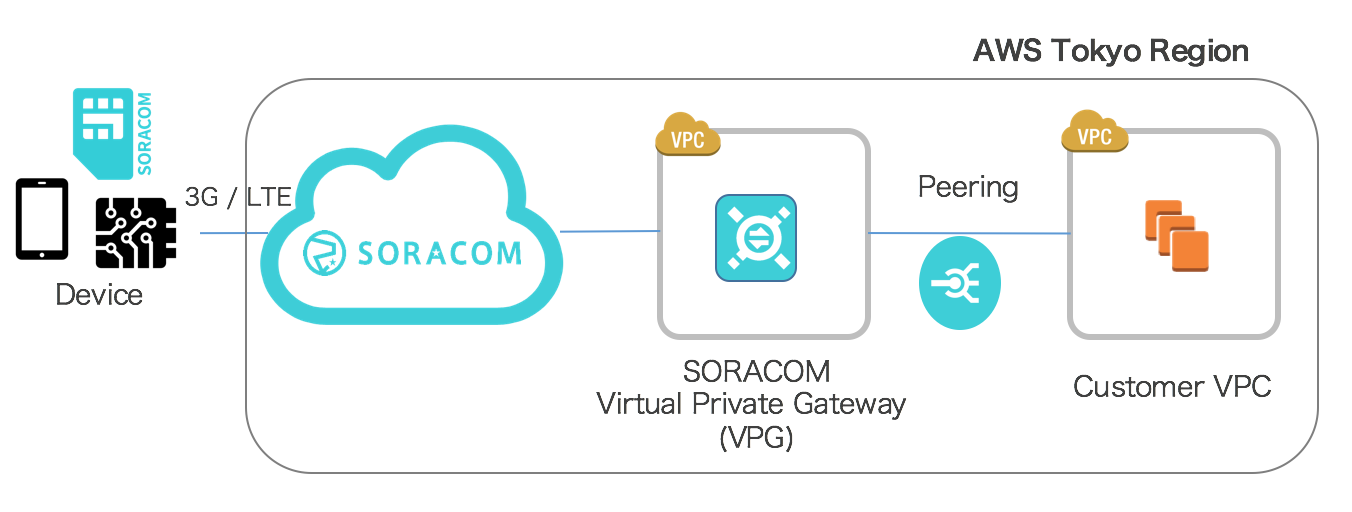 AWS Tokyo Region
SORACOM
3G / LTE
Device
SORACOM
VPC
SORACOM
Virtual Private Gateway
(VPG)
Peering
VPC
Customer VPC